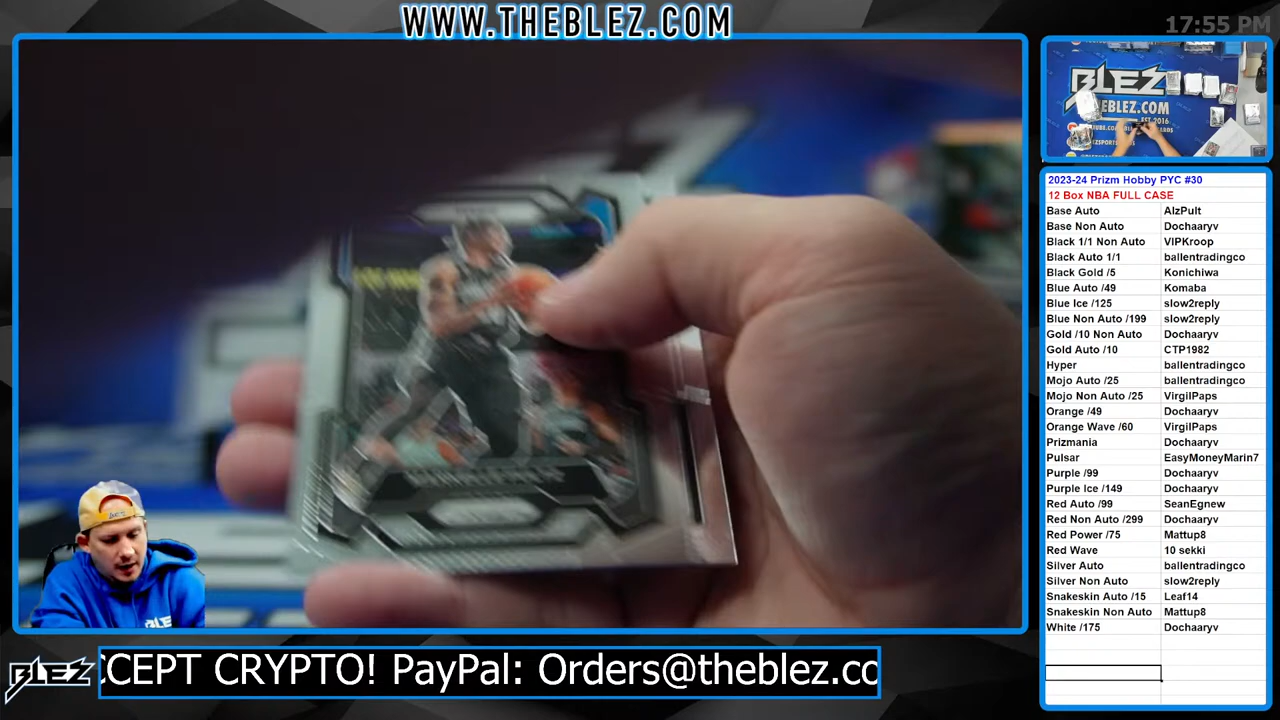 WWW.THEBLEZ.COM
17:55 PM
BLEZ
THEBLEZ.COM
EST 2016
2023-24 Prizm Hobby PYC #30
12 Box NBA FULL CASE
Base Auto AlzPult
Base Non Auto Dochaaryv
Black 1/1 Non Auto VIPKroop
Black Auto 1/1 ballentradingco
Black Gold /5 Konichiwa
Blue Auto /49 Komaba
Blue Ice /125 slow2reply
Blue Non Auto /199 slow2reply
Gold /10 Non Auto Dochaaryv
Gold Auto /10 CTP1982
Hyper ballentradingco
Mojo Auto /25 ballentradingco
Mojo Non Auto /25 VirgilPaps
Orange /49 Dochaaryv
Orange Wave /60 VirgilPaps
Prizmania Dochaaryv
Pulsar EasyMoneyMarin7
Purple /99 Dochaaryv
Purple Ice /149 Dochaaryv
Red Auto /99 SeanEgnew
Red Non Auto /299 Dochaaryv
Red Power /75 Mattup8
Red Wave 10 sekki
Silver Auto ballentradingco
Silver Non Auto slow2reply
Snakeskin Auto /15 Leaf14
Snakeskin Non Auto Mattup8
White /175 Dochaaryv
BLEZ
CCEPT CRYPTO! PayPal: Orders@theblez.co